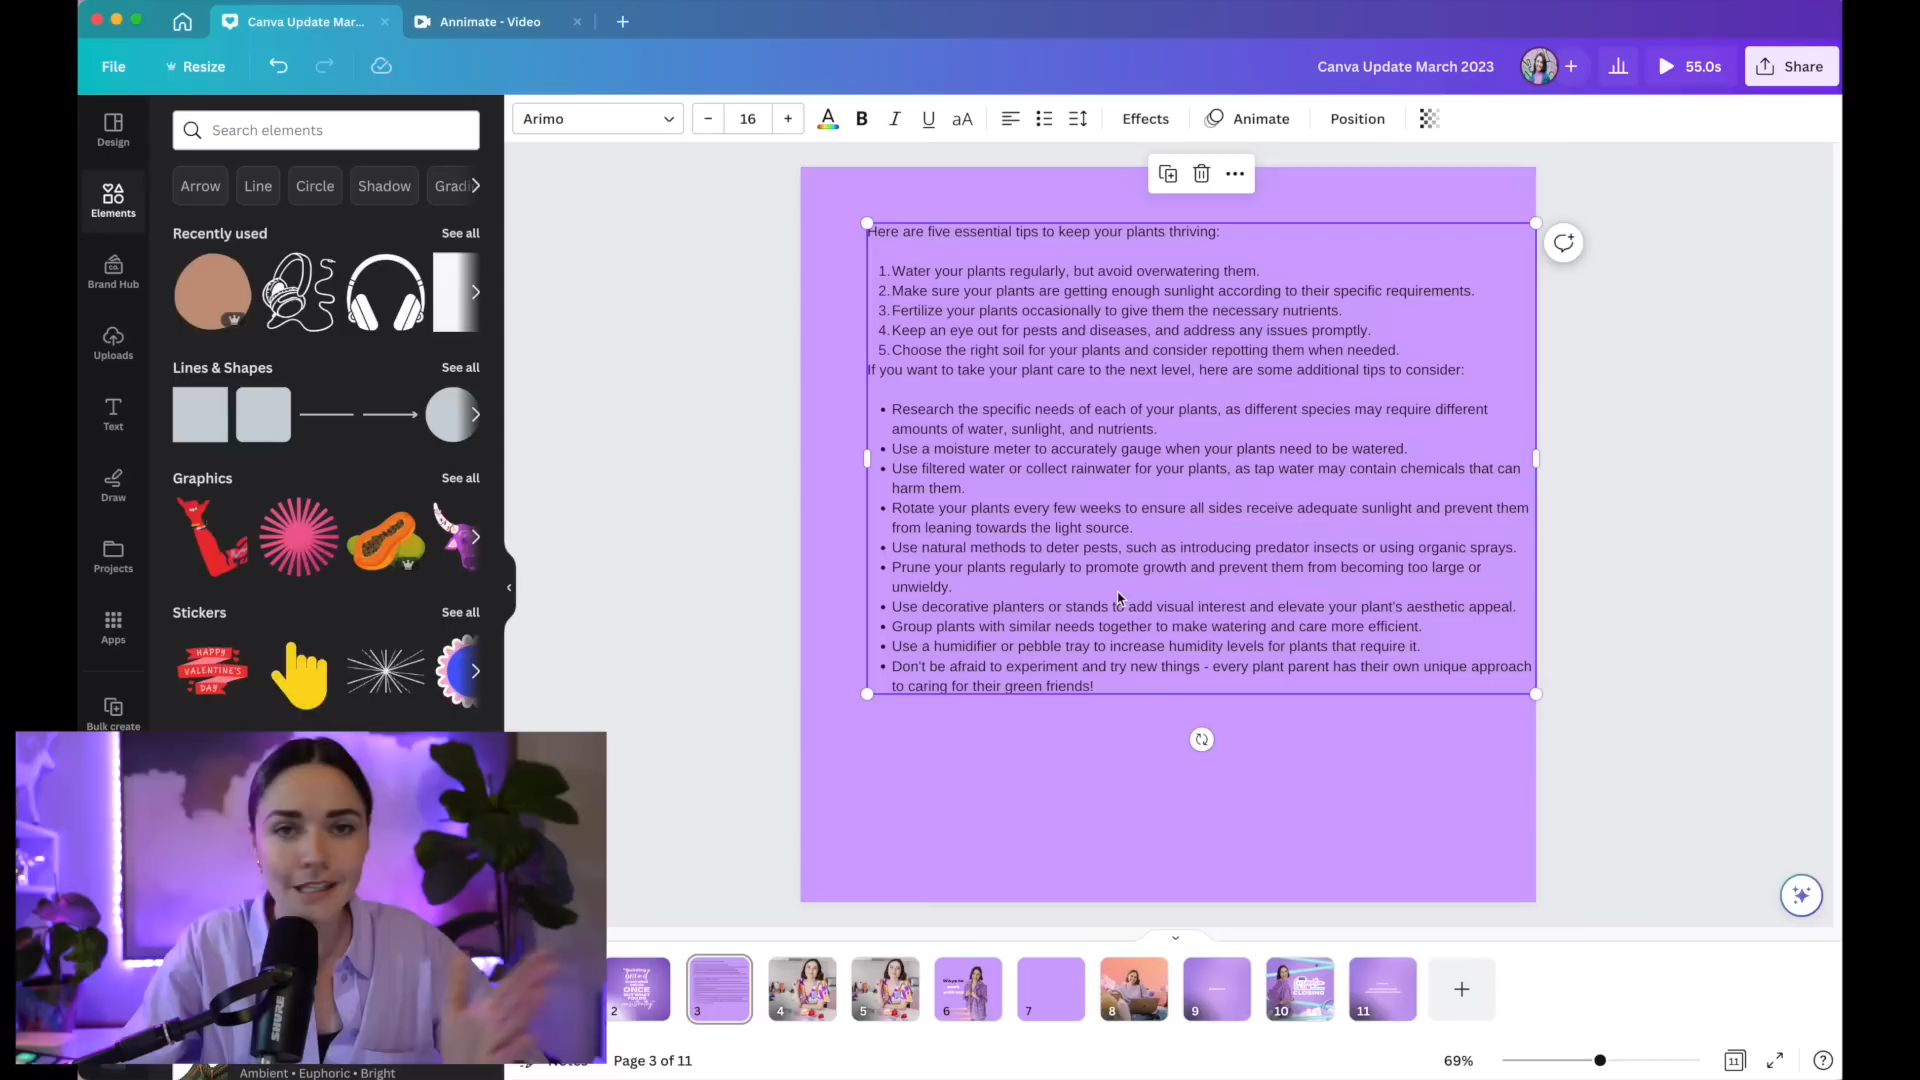 Canva Update Mar...
Annimate - Video
File
Resize
Canva Update March 2023
55.0s
Share
Arimo
16
B
I
U
aA
Effects
Animate
Position
Design
Elements
Brand Hub
Uploads
Text
Draw
Projects
Apps
Bulk create
Search elements
Arrow
Line
Circle
Shadow
Recently used
See all
Lines & Shapes
See all
Graphics
See all
Stickers
See all
HAPPY
VALENTINE'S
DAY
Here are five essential tips to keep your plants thriving:
1. Water your plants regularly, but avoid overwatering them.
2. Make sure your plants are getting enough sunlight according to their specific requirements.
3. Fertilize your plants occasionally to give them the necessary nutrients.
4. Keep an eye out for pests and diseases, and address any issues promptly.
5. Choose the right soil for your plants and consider repotting them when needed.
If you want to take your plant care to the next level, here are some additional tips to consider:
• Research the specific needs of each of your plants, as different species may require different
amounts of water, sunlight, and nutrients.
• Use a moisture meter to accurately gauge when your plants need to be watered.
• Use filtered water or collect rainwater for your plants, as tap water may contain chemicals that can
harm them.
• Rotate your plants every few weeks to ensure all sides receive adequate sunlight and prevent them
from leaning towards the light source.
• Use natural methods to deter pests, such as introducing predator insects or using organic sprays.
• Prune your plants regularly to promote growth and prevent them from becoming too large or
unwieldy.
• Use decorative planters or stands to add visual interest and elevate your plant's aesthetic appeal.
• Group plants with similar needs together to make watering and care more efficient.
• Use a humidifier or pebble tray to increase humidity levels for plants that require it.
• Don't be afraid to experiment and try new things - every plant parent has their own unique approach
to caring for their green friends!
SHURE
Ambient • Euphoric • Bright
2
ONCE
3
4
5
6
7
8
9
10
11
Page 3 of 11
69%
11
?